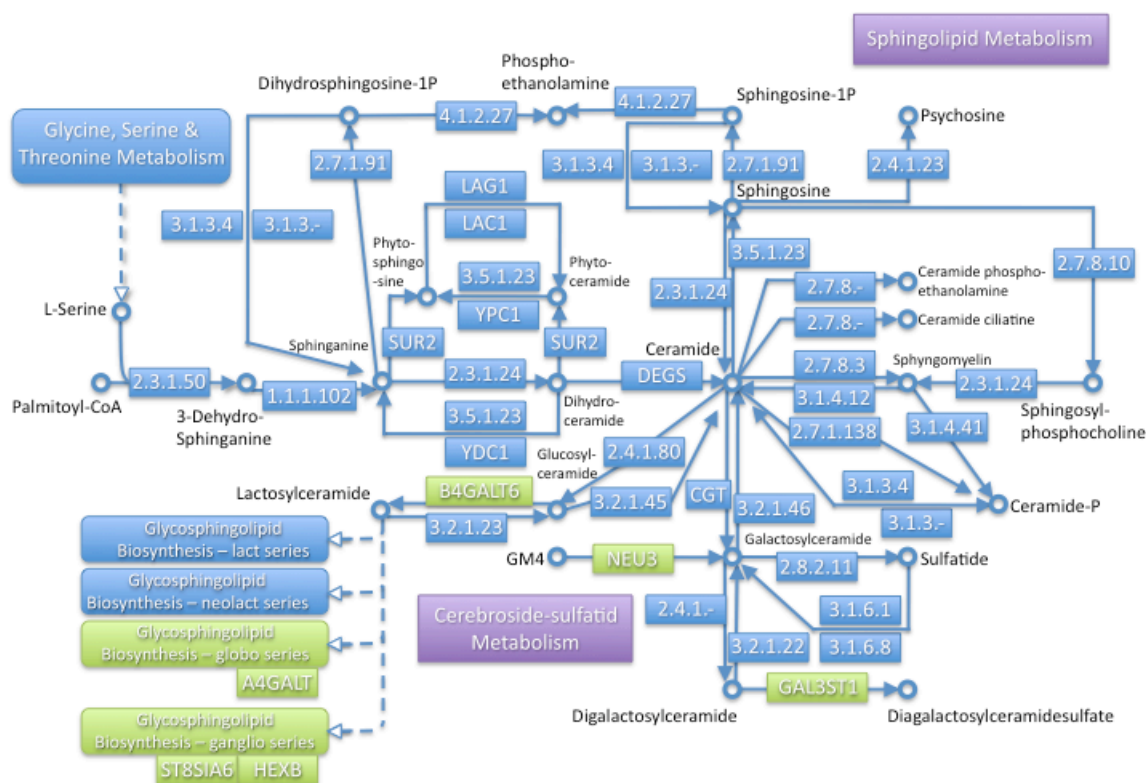 Sphingolipid Metabolism
Phospho-
ethanolamine
Dihydrosphingosine-1P
Sphingosine-1P
Psychosine
4.1.2.27
4.1.2.27
Glycine, Serine &
Threonine Metabolism
2.7.1.91
3.1.3.4
3.1.3.-
2.7.1.91
2.4.1.23
LAG1
LAC1
Sphingosine
3.1.3.4
3.1.3.-
Phyto-
sphingo
-sine
Phyto-
ceramide
3.5.1.23
2.7.8.10
3.5.1.23
YPC1
2.3.1.24
2.7.8.-
Ceramide phospho-
ethanolamine
2.7.8.-
Ceramide ciliatine
L-Serine
Sphinganine
SUR2
SUR2
Ceramide
2.7.8.3
Sphyngomyelin
2.3.1.50
1.1.1.102
2.3.1.24
DEGS
3.1.4.12
2.3.1.24
Palmitoyl-CoA
3-Dehydro-
Sphinganine
3.5.1.23
YDC1
Dihydro-
ceramide
2.7.1.138
3.1.4.41
Sphingosyl-
phosphocholine
Glucosyl-
ceramide
2.4.1.80
B4GALT6
Lactosylceramide
3.2.1.23
3.2.1.45
CGT
3.2.1.46
3.1.3.4
3.1.3.-
Ceramide-P
Glycosphingolipid
Biosynthesis – lact series
GM4
NEU3
Galactosylceramide
2.8.2.11
Sulfatide
Glycosphingolipid
Biosynthesis – neolact series
Cerebroside-sulfatid
Metabolism
2.4.1.-
3.1.6.1
3.1.6.8
3.2.1.22
Glycosphingolipid
Biosynthesis – globo series
A4GALT
GAL3ST1
Digalactosylceramide
Diagalactosylceramidesulfate
Glycosphingolipid
Biosynthesis – ganglio series
ST8SIA6
HEXB